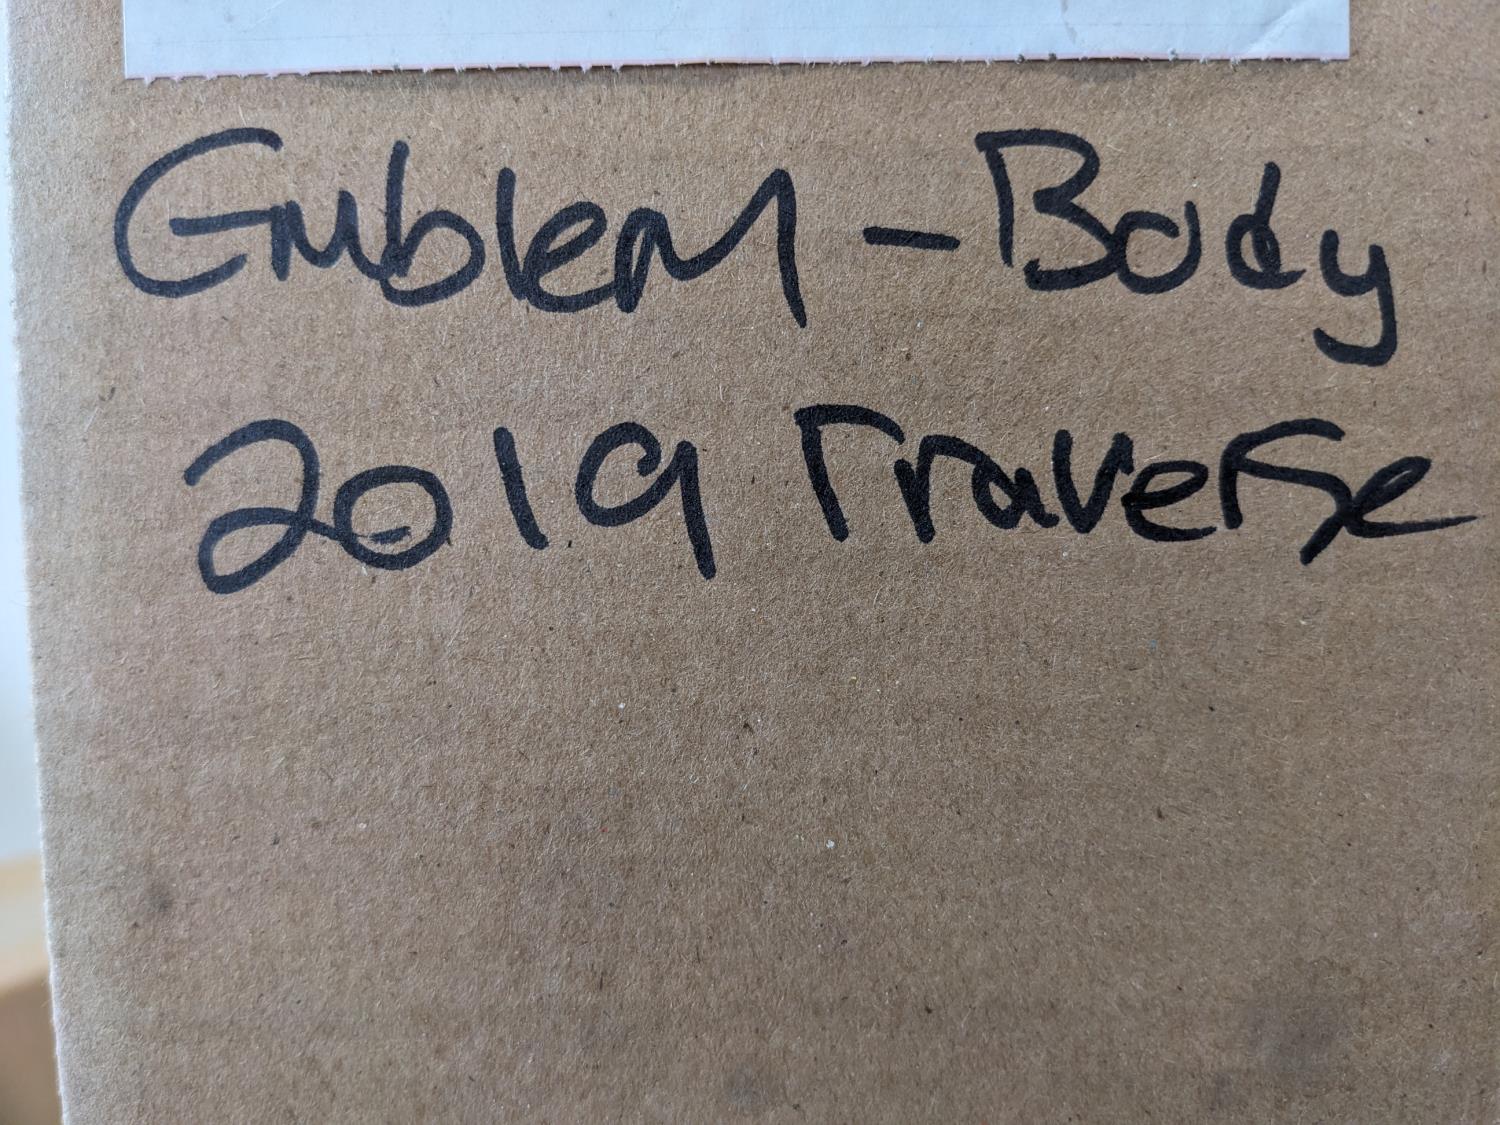 Emblem - Body
2019 Traverse